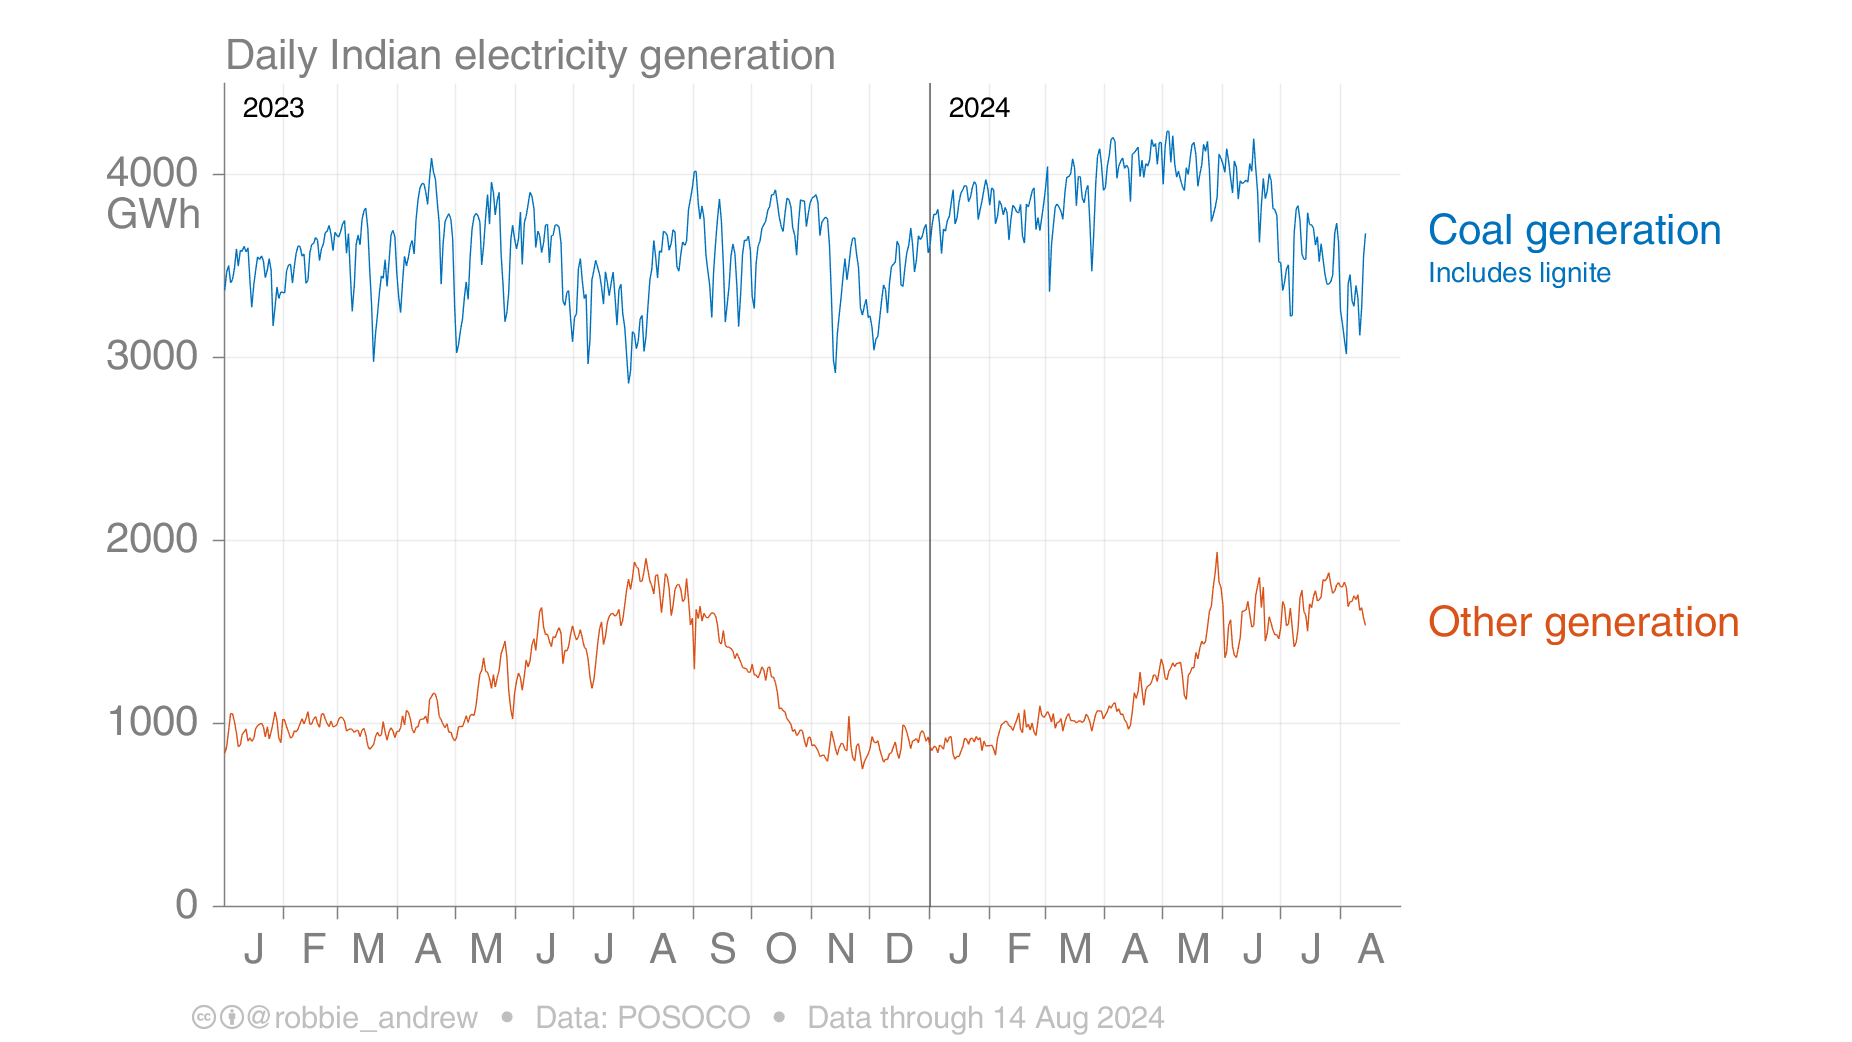 Daily Indian electricity generation
2023
2024
4000
GWh
3000
2000
1000
0
Coal generation
Includes lignite
Other generation
J F M A M J J A S O N D J F M A M J J A
cc @robbie_andrew • Data: POSOCO • Data through 14 Aug 2024